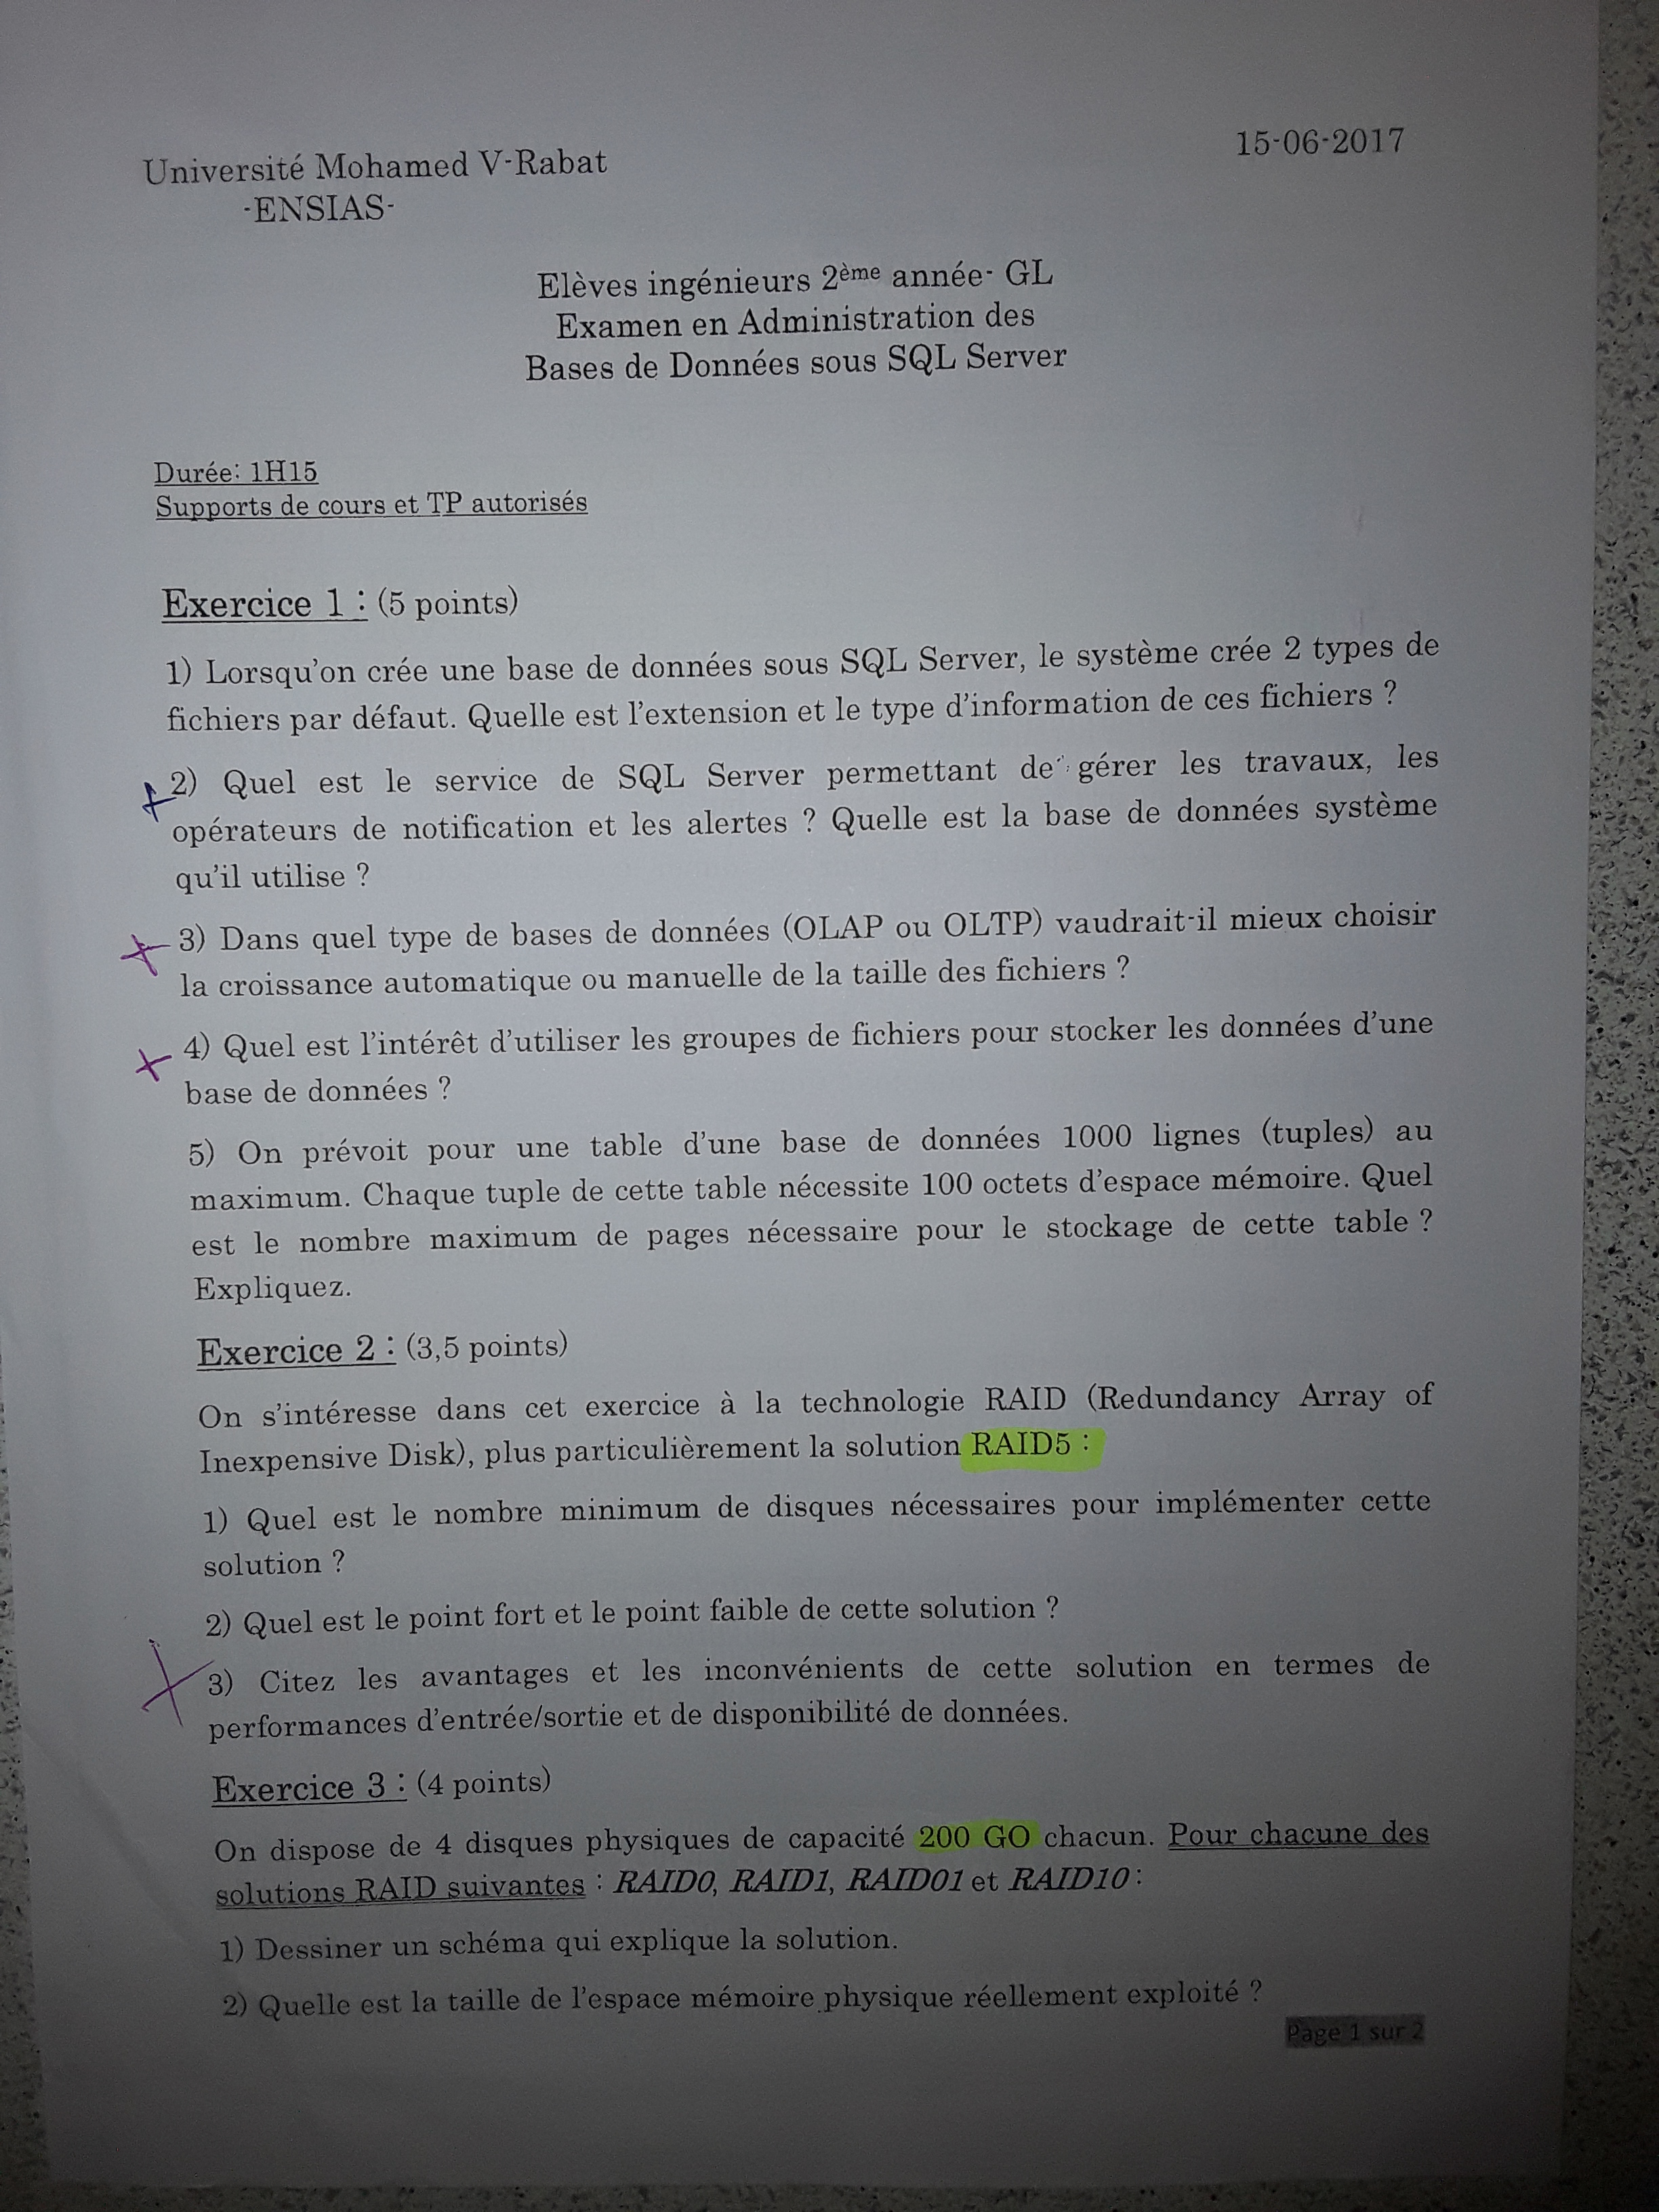 Université Mohamed V-Rabat
15-06-2017
-ENSIAS-
Elèves ingénieurs 2ème année- GL
Examen en Administration des
Bases de Données sous SQL Server
Durée: 1H15
Supports de cours et TP autorisés
Exercice 1 : (5 points)
1) Lorsqu'on crée une base de données sous SQL Server, le système crée 2 types de
fichiers par défaut. Quelle est l'extension et le type d'information de ces fichiers ?
2) Quel est le service de SQL Server permettant de gérer les travaux, les
opérateurs de notification et les alertes ? Quelle est la base de données système
qu'il utilise ?
3) Dans quel type de bases de données (OLAP ou OLTP) vaudrait-il mieux choisir
la croissance automatique ou manuelle de la taille des fichiers ?
4) Quel est l'intérêt d'utiliser les groupes de fichiers pour stocker les données d'une
base de données ?
5) On prévoit pour une table d'une base de données 1000 lignes (tuples) au
maximum. Chaque tuple de cette table nécessite 100 octets d'espace mémoire. Quel
est le nombre maximum de pages nécessaire pour le stockage de cette table ?
Expliquez.
Exercice 2 : (3,5 points)
On s'intéresse dans cet exercice à la technologie RAID (Redundancy Array of
Inexpensive Disk), plus particulièrement la solution RAID5 :
1) Quel est le nombre minimum de disques nécessaires pour implémenter cette
solution ?
2) Quel est le point fort et le point faible de cette solution ?
3) Citez les avantages et les inconvénients de cette solution en termes de
performances d'entrée/sortie et de disponibilité de données.
Exercice 3 : (4 points)
On dispose de 4 disques physiques de capacité 200 GO chacun. Pour chacune des
solutions RAID suivantes : RAID0, RAID1, RAID01 et RAID10 :
1) Dessiner un schéma qui explique la solution.
2) Quelle est la taille de l'espace mémoire physique réellement exploité ?
Page 1 sur 2